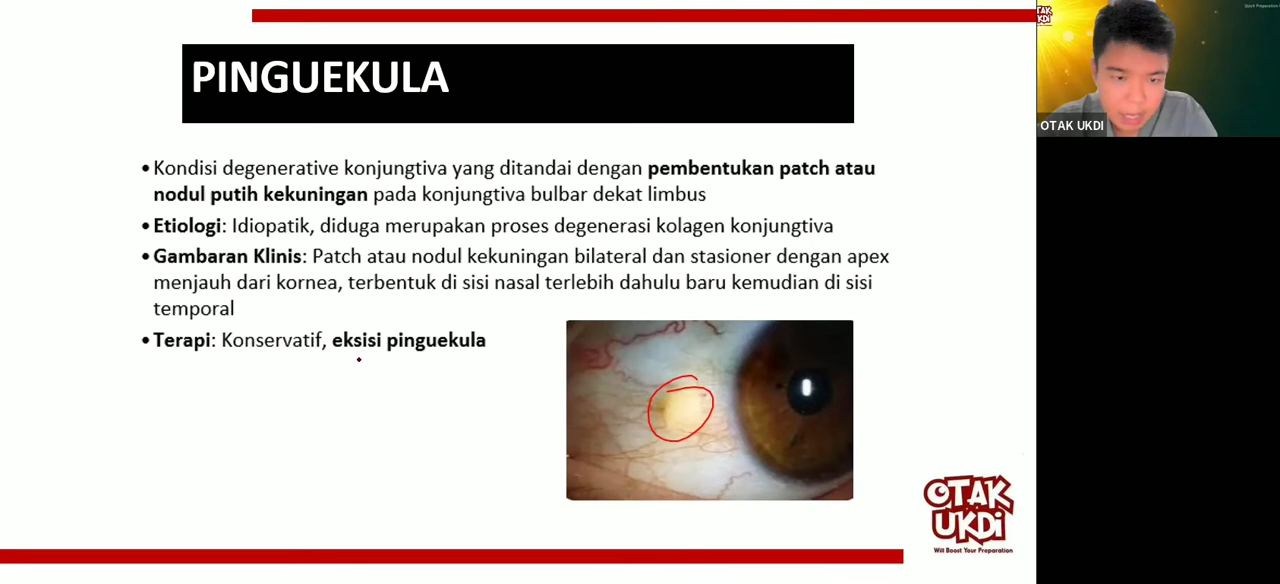 PINGUEKULA
•Kondisi degenerative konjungtiva yang ditandai dengan pembentukan patch atau
nodul putih kekuningan pada konjungtiva bulbar dekat limbus
•Etiologi: Idiopatik, diduga merupakan proses degenerasi kolagen konjungtiva
•Gambaran Klinis: Patch atau nodul kekuningan bilateral dan stasioner dengan apex
menjauh dari kornea, terbentuk di sisi nasal terlebih dahulu baru kemudian di sisi
temporal
•Terapi: Konservatif, eksisi pinguekula
OTAK
UKDI
Will Boost Your Preparation
OTAK UKDI